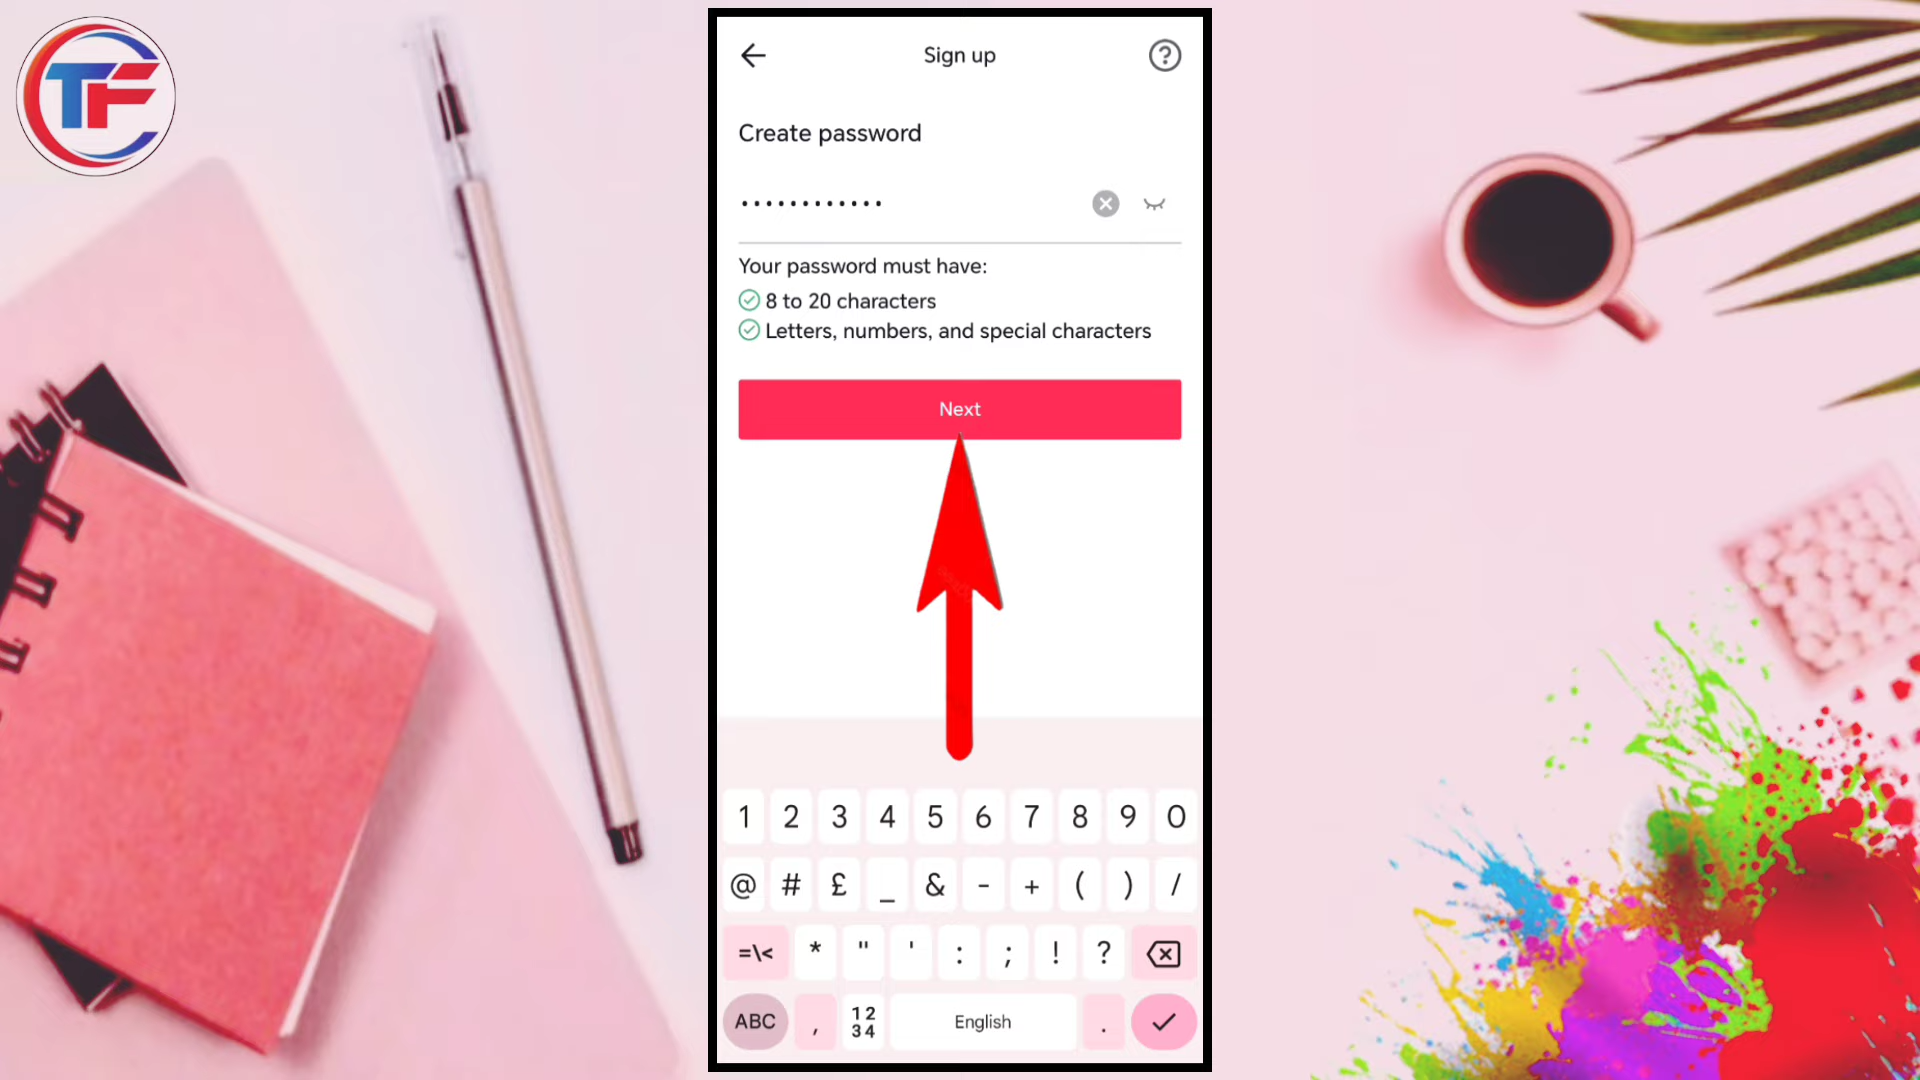 TF
Sign up
Create password
............
Your password must have:
8 to 20 characters
Letters, numbers, and special characters
Next
1 2 3 4 5 6 7 8 9 0
@ # £ _ & - + ( ) /
=\< * " ' : ; ! ?
ABC , 12 34 English .